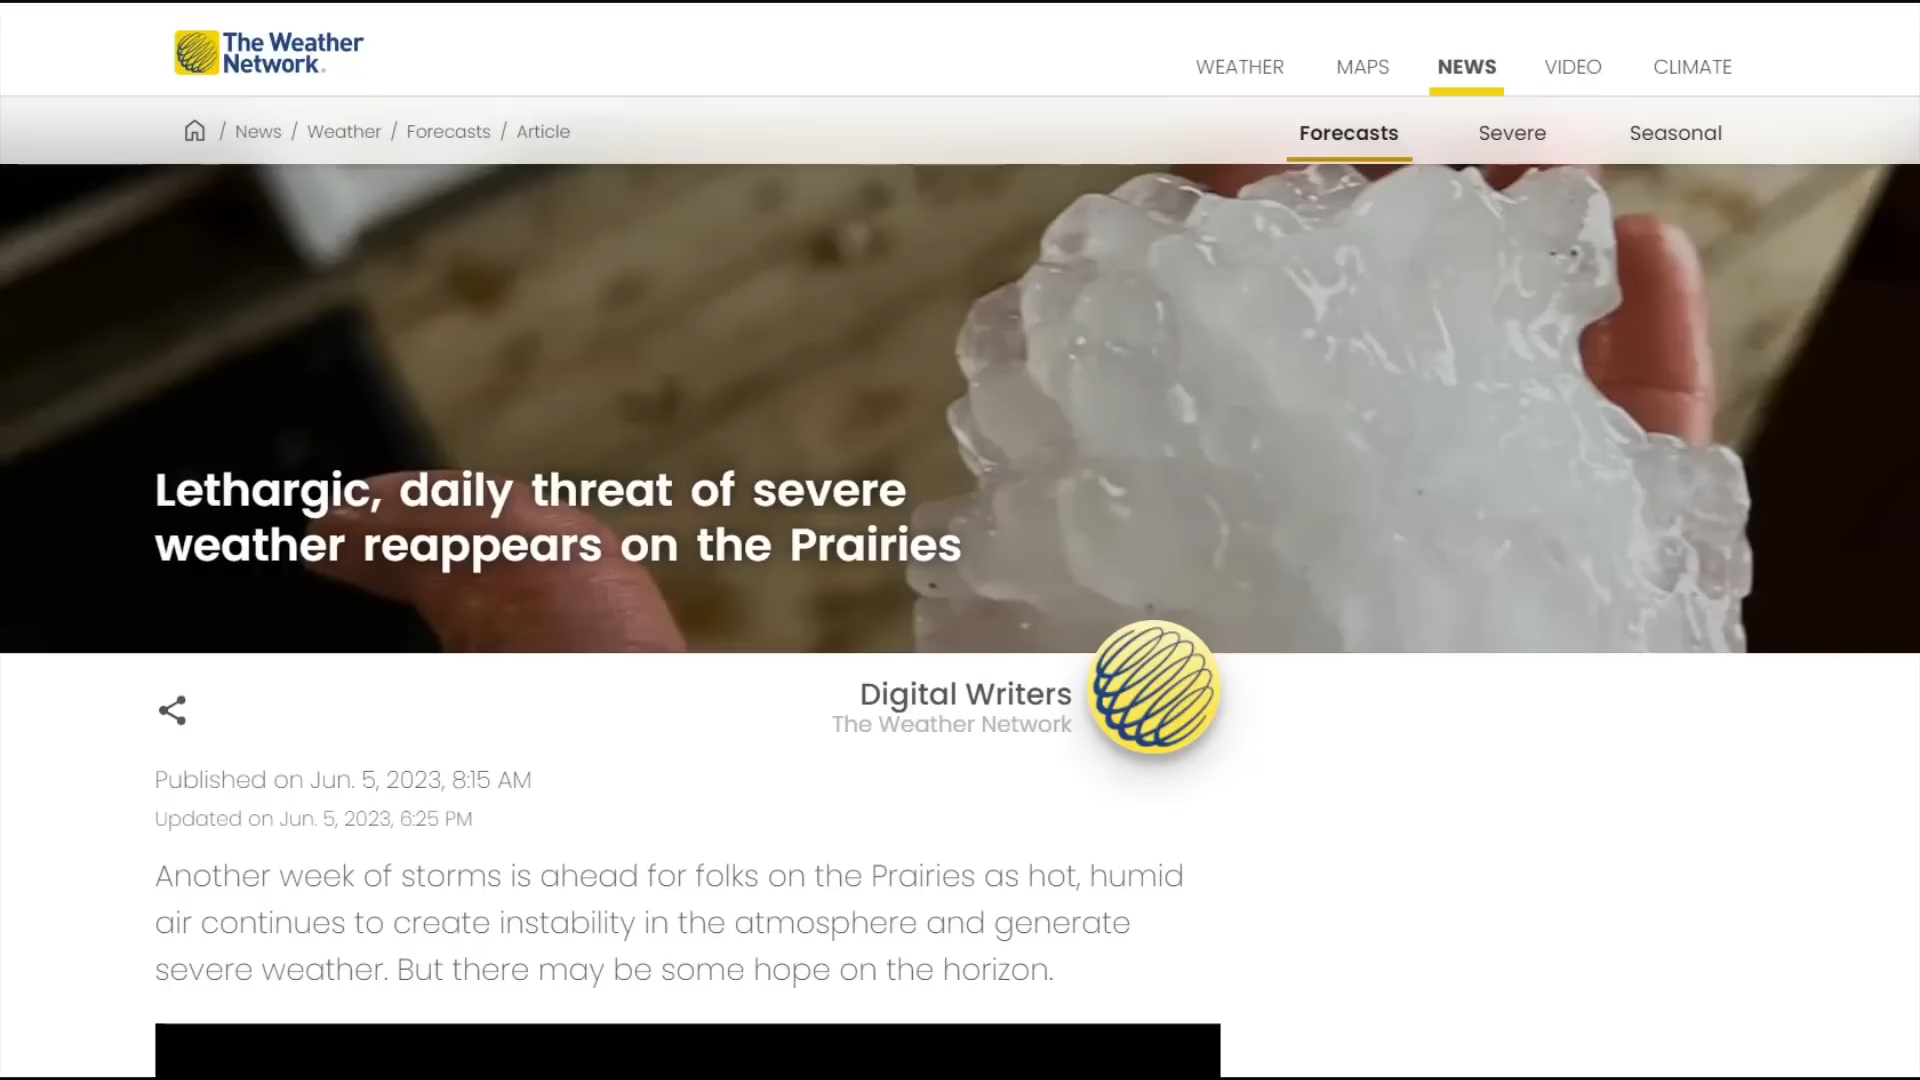 The Weather
Network.
WEATHER MAPS NEWS VIDEO CLIMATE
/ News / Weather / Forecasts / Article
Forecasts Severe Seasonal
Lethargic, daily threat of severe
weather reappears on the Prairies
Digital Writers
The Weather Network
Published on Jun. 5, 2023, 8:15 AM
Updated on Jun. 5, 2023, 6:25 PM
Another week of storms is ahead for folks on the Prairies as hot, humid
air continues to create instability in the atmosphere and generate
severe weather. But there may be some hope on the horizon.